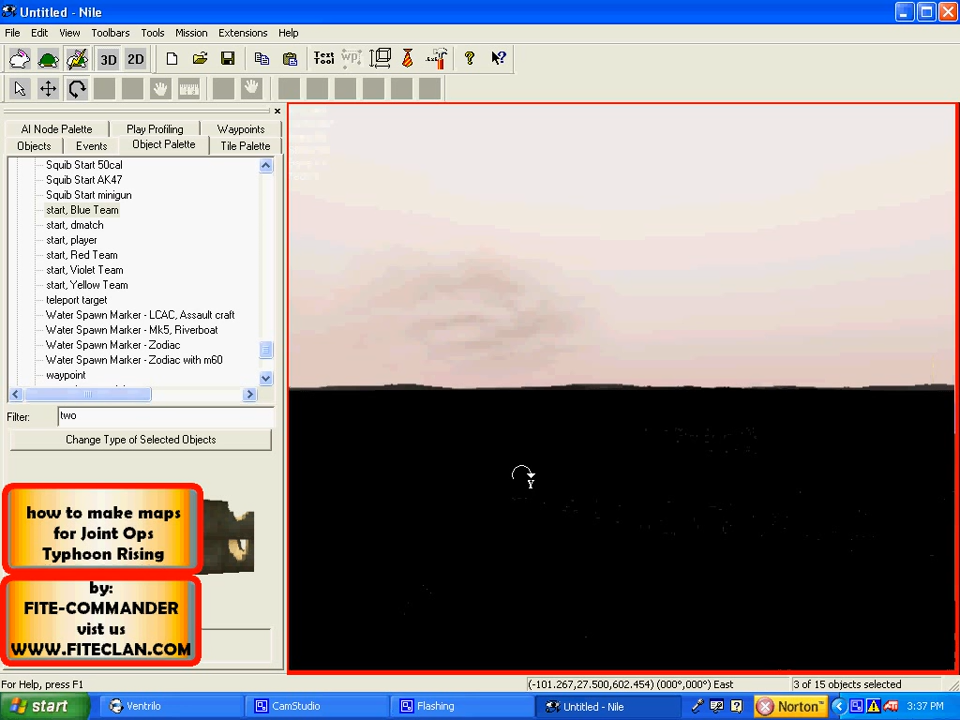 Untitled - Nile
File Edit View Toolbars Tools Mission Extensions Help
3D 2D Text Tool wp
AI Node Palette Play Profiling Waypoints
Objects Events Object Palette Tile Palette
Squib Start 50cal
Squib Start AK47
Squib Start minigun
start, Blue Team
start, dmatch
start, player
start, Red Team
start, Violet Team
start, Yellow Team
teleport target
Water Spawn Marker - LCAC, Assault craft
Water Spawn Marker - Mk5, Riverboat
Water Spawn Marker - Zodiac
Water Spawn Marker - Zodiac with m60
waypoint
Filter: two
Change Type of Selected Objects
Y
how to make maps
for Joint Ops
Typhoon Rising
by:
FITE-COMMANDER
vist us
WWW.FITECLAN.COM
For Help, press F1 (-101.267,27.500,602.454) (000°,000°) East 3 of 15 objects selected
start Ventrilo CamStudio Flashing Untitled - Nile Norton™ 3:37 PM